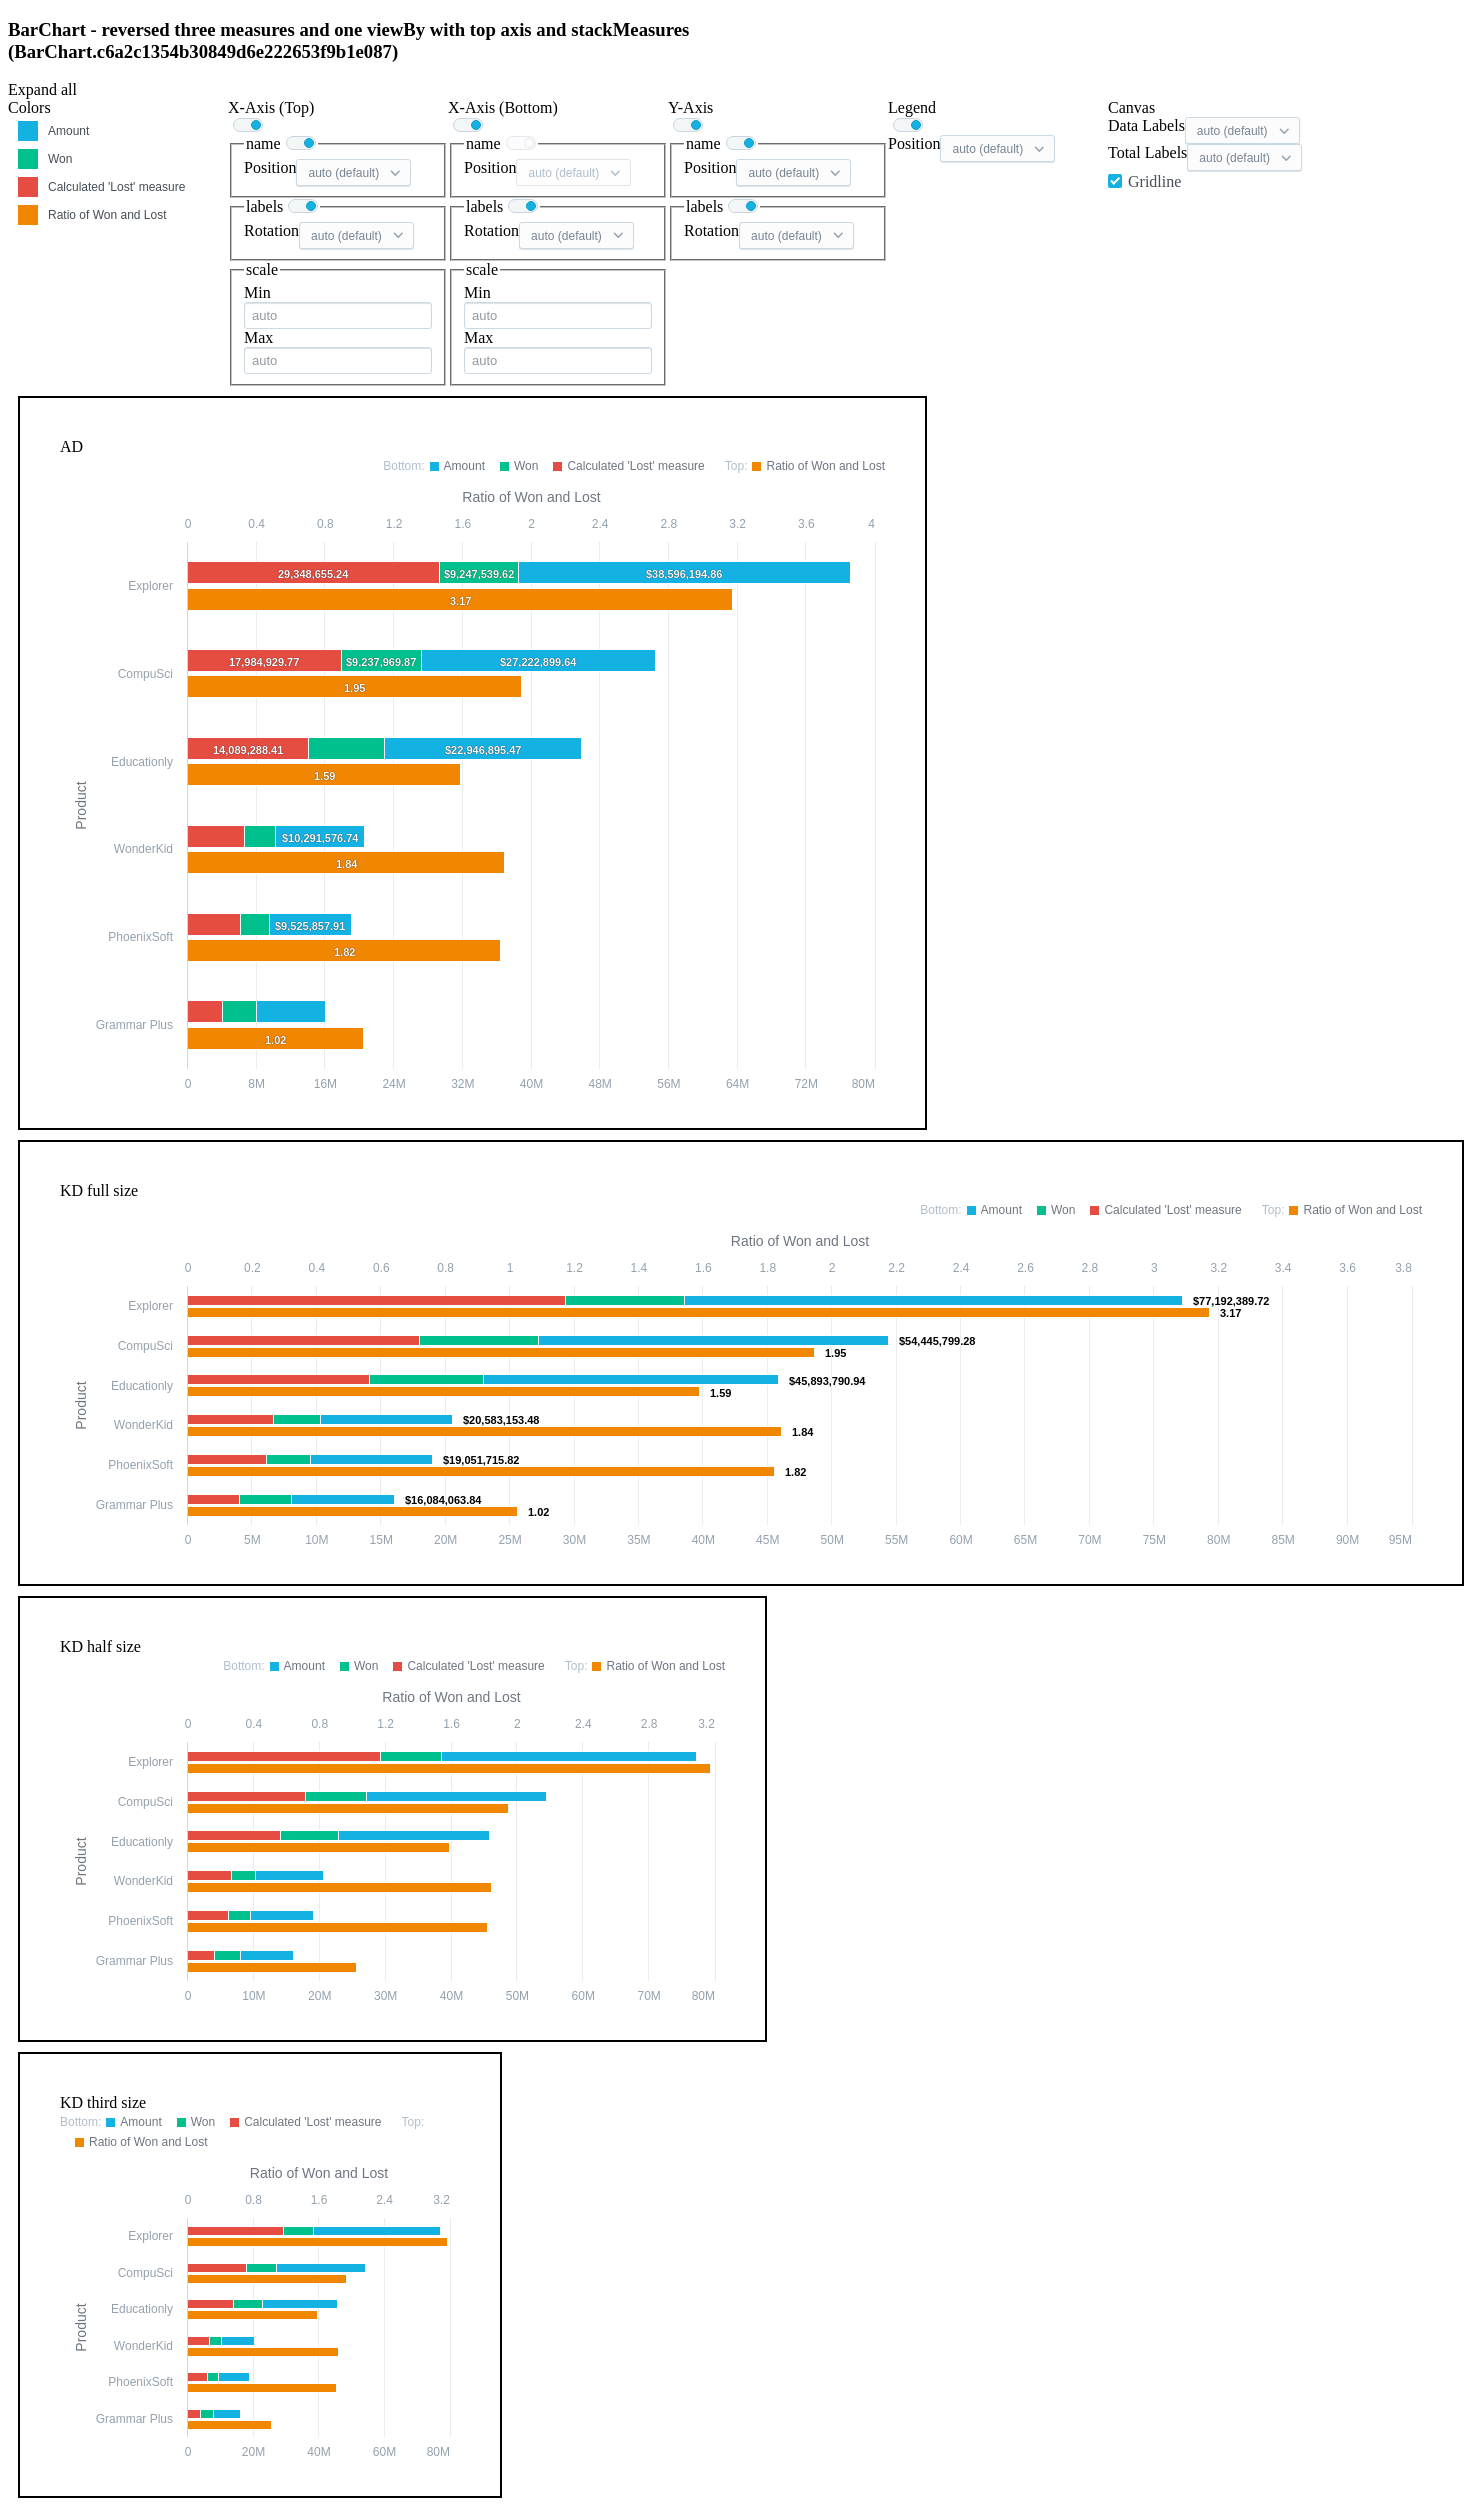 BarChart - reversed three measures and one viewBy with top axis and stackMeasures
(BarChart.c6a2c1354b30849d6e222653f9b1e087)
Expand all
Colors
Amount
Won
Calculated 'Lost' measure
Ratio of Won and Lost
X-Axis (Top)
name
Position auto (default)
labels
Rotation auto (default)
scale
Min
auto
Max
auto
X-Axis (Bottom)
name
Position auto (default)
labels
Rotation auto (default)
scale
Min
auto
Max
auto
Y-Axis
name
Position auto (default)
labels
Rotation auto (default)
Legend
Position auto (default)
Canvas
Data Labels auto (default)
Total Labels auto (default)
Gridline
AD
Bottom: Amount Won Calculated 'Lost' measure Top: Ratio of Won and Lost
Ratio of Won and Lost
0 0.4 0.8 1.2 1.6 2 2.4 2.8 3.2 3.6 4
Product
Explorer 29,348,655.24 $9,247,539.62 $38,596,194.86
3.17
CompuSci 17,984,929.77 $9,237,969.87 $27,222,899.64
1.95
Educationly 14,089,288.41 $22,946,895.47
1.59
WonderKid $10,291,576.74
1.84
PhoenixSoft $9,525,857.91
1.82
Grammar Plus
1.02
0 8M 16M 24M 32M 40M 48M 56M 64M 72M 80M
KD full size
Bottom: Amount Won Calculated 'Lost' measure Top: Ratio of Won and Lost
Ratio of Won and Lost
0 0.2 0.4 0.6 0.8 1 1.2 1.4 1.6 1.8 2 2.2 2.4 2.6 2.8 3 3.2 3.4 3.6 3.8
Product
Explorer $77,192,389.72
3.17
CompuSci $54,445,799.28
1.95
Educationly $45,893,790.94
1.59
WonderKid $20,583,153.48
1.84
PhoenixSoft $19,051,715.82
1.82
Grammar Plus $16,084,063.84
1.02
0 5M 10M 15M 20M 25M 30M 35M 40M 45M 50M 55M 60M 65M 70M 75M 80M 85M 90M 95M
KD half size
Bottom: Amount Won Calculated 'Lost' measure Top: Ratio of Won and Lost
Ratio of Won and Lost
0 0.4 0.8 1.2 1.6 2 2.4 2.8 3.2
Product
Explorer
CompuSci
Educationly
WonderKid
PhoenixSoft
Grammar Plus
0 10M 20M 30M 40M 50M 60M 70M 80M
KD third size
Bottom: Amount Won Calculated 'Lost' measure Top:
Ratio of Won and Lost
Ratio of Won and Lost
0 0.8 1.6 2.4 3.2
Product
Explorer
CompuSci
Educationly
WonderKid
PhoenixSoft
Grammar Plus
0 20M 40M 60M 80M